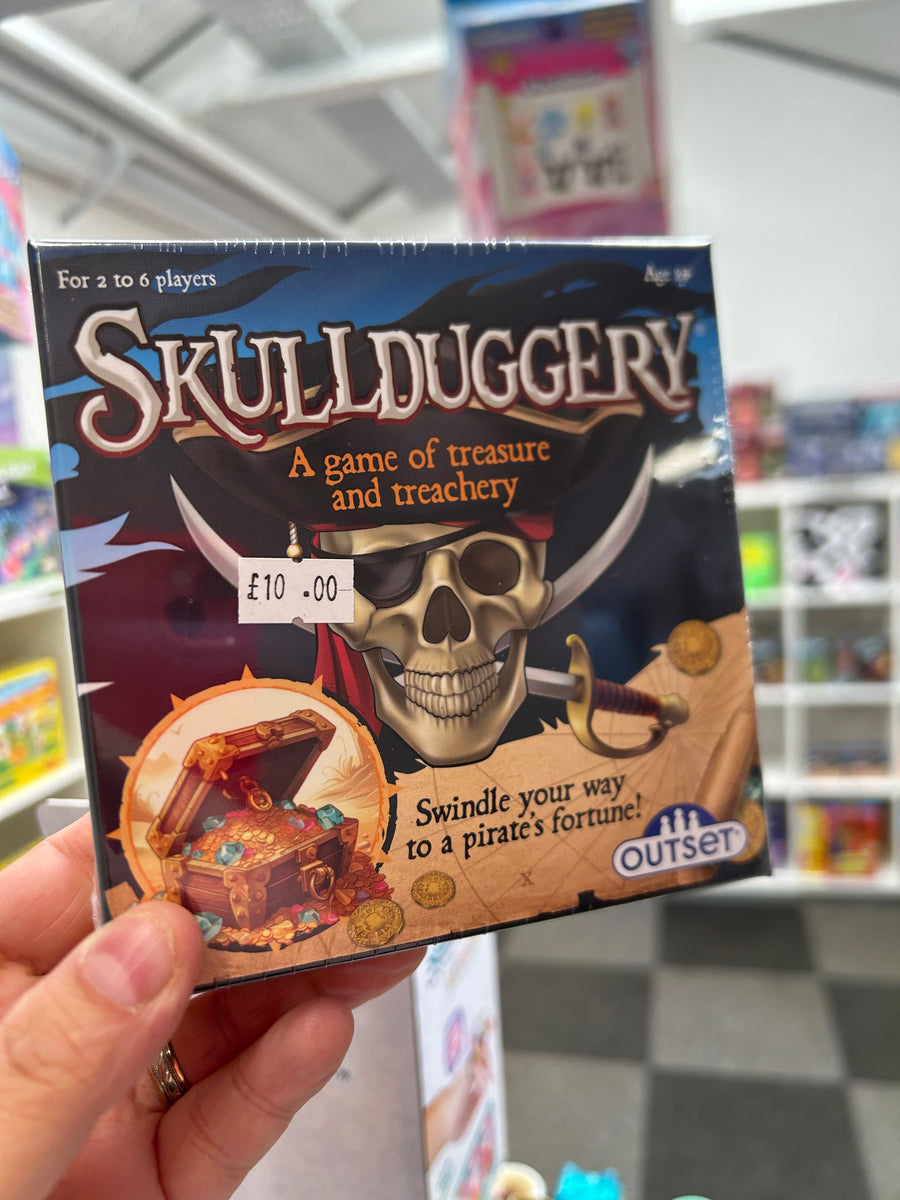 For 2 to 6 players
Age 99
SKULLDUGGERY
A game of treasure
and treachery
£10 .00
Swindle your way
to a pirate's fortune!
X
OUTSET